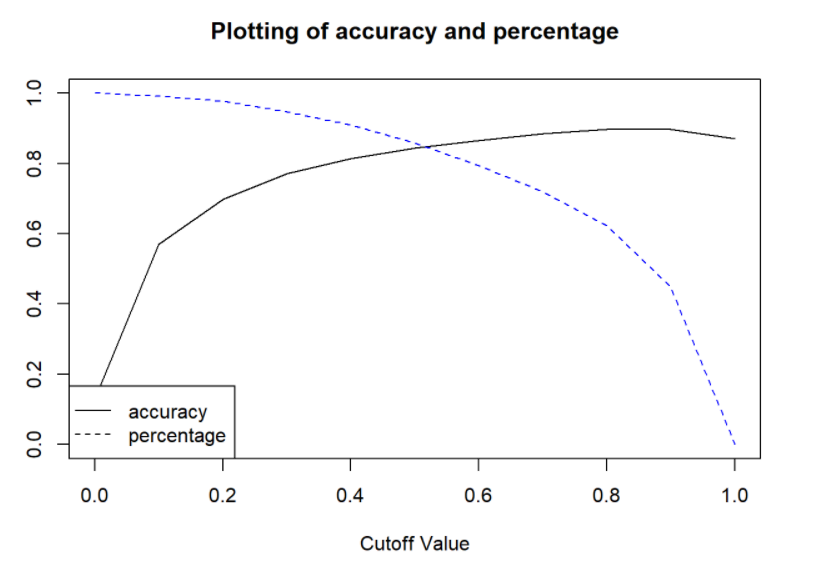 Plotting of accuracy and percentage
1.0
0.8
0.6
0.4
0.2
0.0
accuracy
percentage
0.0 0.2 0.4 0.6 0.8 1.0
Cutoff Value